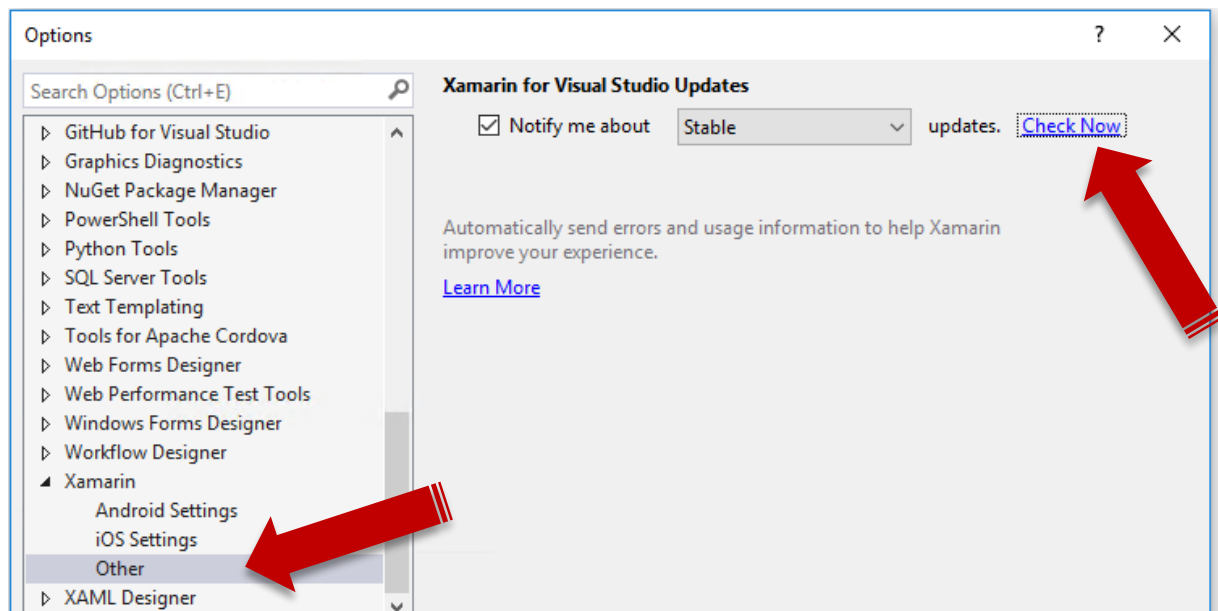 Options
?
Search Options (Ctrl+E)
GitHub for Visual Studio
Graphics Diagnostics
NuGet Package Manager
PowerShell Tools
Python Tools
SQL Server Tools
Text Templating
Tools for Apache Cordova
Web Forms Designer
Web Performance Test Tools
Windows Forms Designer
Workflow Designer
Xamarin
Android Settings
iOS Settings
Other
XAML Designer
Xamarin for Visual Studio Updates
Notify me about Stable updates. Check Now
Automatically send errors and usage information to help Xamarin
improve your experience.
Learn More